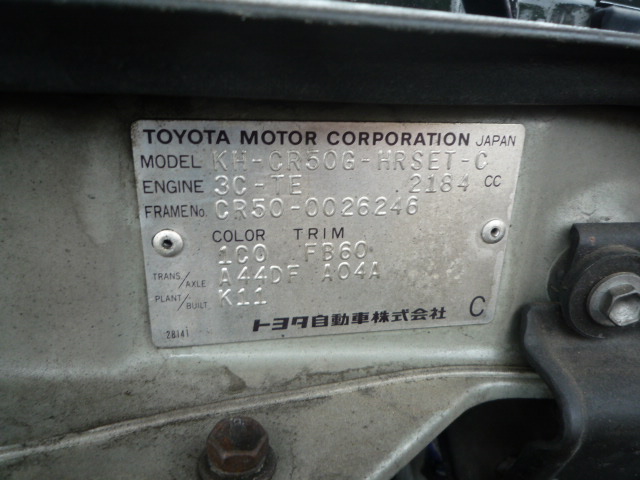 TOYOTA MOTOR CORPORATION JAPAN
MODEL KH-CR50G-HRSET-C
ENGINE 3C-TE 2184 CC
FRAME No. CR50-0026246
COLOR TRIM
1C0 FB60
TRANS/AXLE A44DF A04A
PLANT/BUILT K11
トヨタ自動車株式会社 C
28141